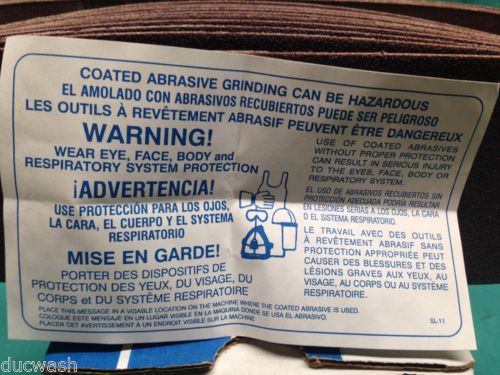 COATED ABRASIVE GRINDING CAN BE HAZARDOUS
EL AMOLADO CON ABRASIVOS RECUBIERTOS PUEDE SER PELIGROSO
LES OUTILS À REVÊTEMENT ABRASIF PEUVENT ÊTRE DANGEREUX
WARNING!
WEAR EYE, FACE, BODY and
RESPIRATORY SYSTEM PROTECTION
¡ADVERTENCIA!
USE PROTECCIÓN PARA LOS OJOS,
LA CARA, EL CUERPO Y EL SYSTEMA
RESPIRATORIO
MISE EN GARDE!
PORTER DES DISPOSITIFS DE
PROTECTION DES YEUX, DU VISAGE, DU
CORPS et DU SYSTÈME RESPIRATOIRE
USE OF COATED ABRASIVES
WITHOUT PROPER PROTECTION
CAN RESULT IN SERIOUS INJURY
TO THE EYES, FACE, BODY OR
RESPIRATORY SYSTEM.
EL USO DE ABRASIVOS RECUBIERTOS SIN
PROTECCIÓN ADECUADA PODRÍA RESULTAR
EN LESIONES SERIAS A LOS OJOS, LA CARA
O EL SISTEMA RESPIRATORIO.
LE TRAVAIL AVEC DES OUTILS
À REVÊTEMENT ABRASIF SANS
PROTECTION APPROPRIÉE PEUT
CAUSER DES BLESSURES ET DES
LÉSIONS GRAVES AUX YEUX, AU
VISAGE, AU CORPS OU AU SYSTÈME
RESPIRATOIRE.
PLACE THIS MESSAGE IN A VISIBLE LOCATION ON THE MACHINE WHERE THE COATED ABRASIVE IS USED.
COLOQUE ESTE MENSAJE EN UN LUGAR VISIBLE EN LA MAQUINA DONDE SE USA EL ABRASIVO.
PLACER CET AVERTISSEMENT À UN ENDROIT VISIBLE SUR LA MACHINE
SL-11
ducwash